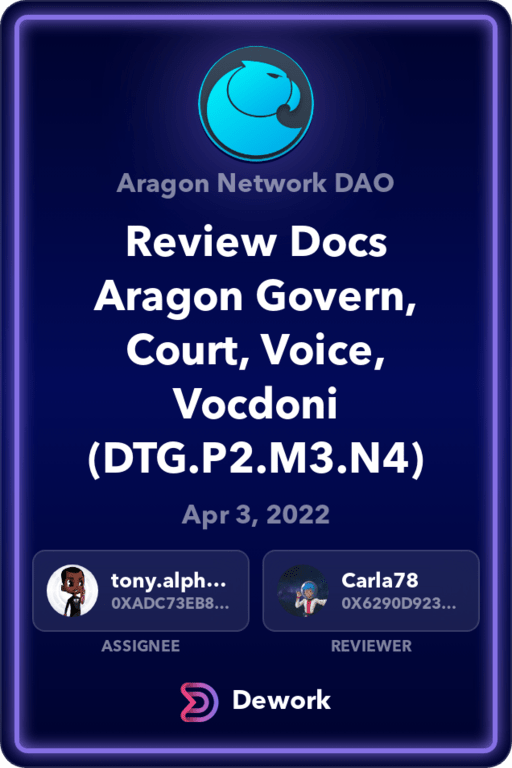 Aragon Network DAO
Review Docs
Aragon Govern,
Court, Voice,
Vocdoni
(DTG.P2.M3.N4)
Apr 3, 2022
tony.alph...
0XADC73EB8...
ASSIGNEE
Carla78
0X6290D923...
REVIEWER
Dework